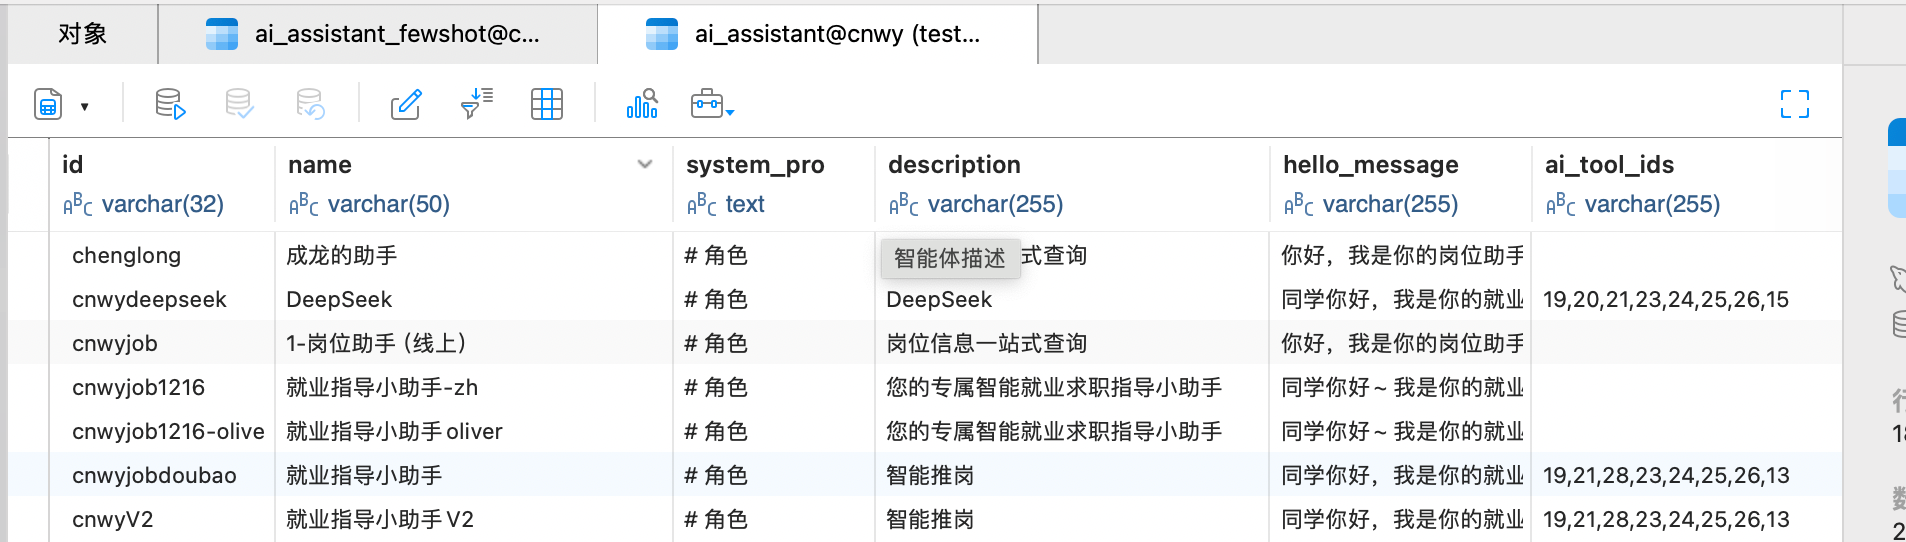 对象 ai_assistant_fewshot@c... ai_assistant@cnwy (test...
id name system_pro description hello_message ai_tool_ids
varchar(32) varchar(50) text varchar(255) varchar(255) varchar(255)
chenglong 成龙的助手 # 角色 智能体描述 式查询 你好，我是你的岗位助手
cnwydeepseek DeepSeek # 角色 DeepSeek 同学你好，我是你的就业 19,20,21,23,24,25,26,15
cnwyjob 1-岗位助手（线上） # 角色 岗位信息一站式查询 你好，我是你的岗位助手
cnwyjob1216 就业指导小助手-zh # 角色 您的专属智能就业求职指导小助手 同学你好~我是你的就业
cnwyjob1216-olive 就业指导小助手oliver # 角色 您的专属智能就业求职指导小助手 同学你好~我是你的就业
cnwyjobdoubao 就业指导小助手 # 角色 智能推岗 同学你好，我是你的就业 19,21,28,23,24,25,26,13
cnwyV2 就业指导小助手V2 # 角色 智能推岗 同学你好，我是你的就业 19,21,28,23,24,25,26,13